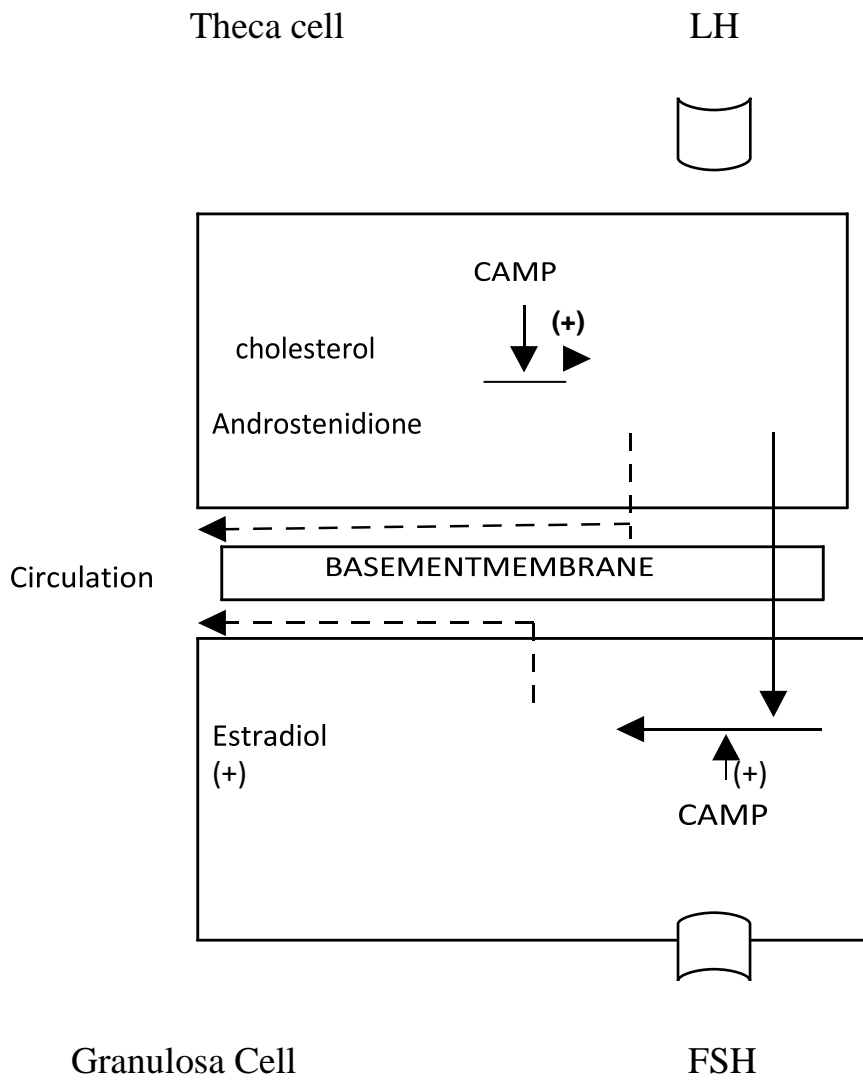 Theca cell LH
CAMP
(+)
cholesterol
Androstenidione
BASEMENTMEMBRANE
Circulation
Estradiol
(+) (+)
CAMP
Granulosa Cell FSH